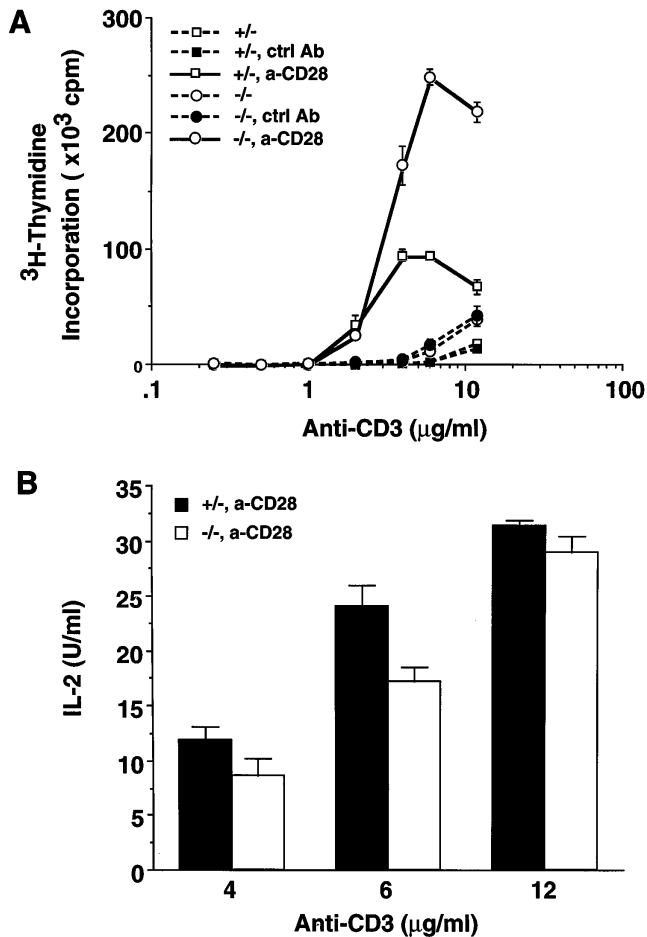 A
300
200
100
0
³H-Thymidine
Incorporation ( x10³ cpm)
+/-
+/-, ctrl Ab
+/-, a-CD28
-/-
-/-, ctrl Ab
-/-, a-CD28
.1
1
10
100
Anti-CD3 (μg/ml)
B
35
30
25
20
15
10
5
0
IL-2 (U/ml)
+/-, a-CD28
-/-, a-CD28
4
6
12
Anti-CD3 (μg/ml)